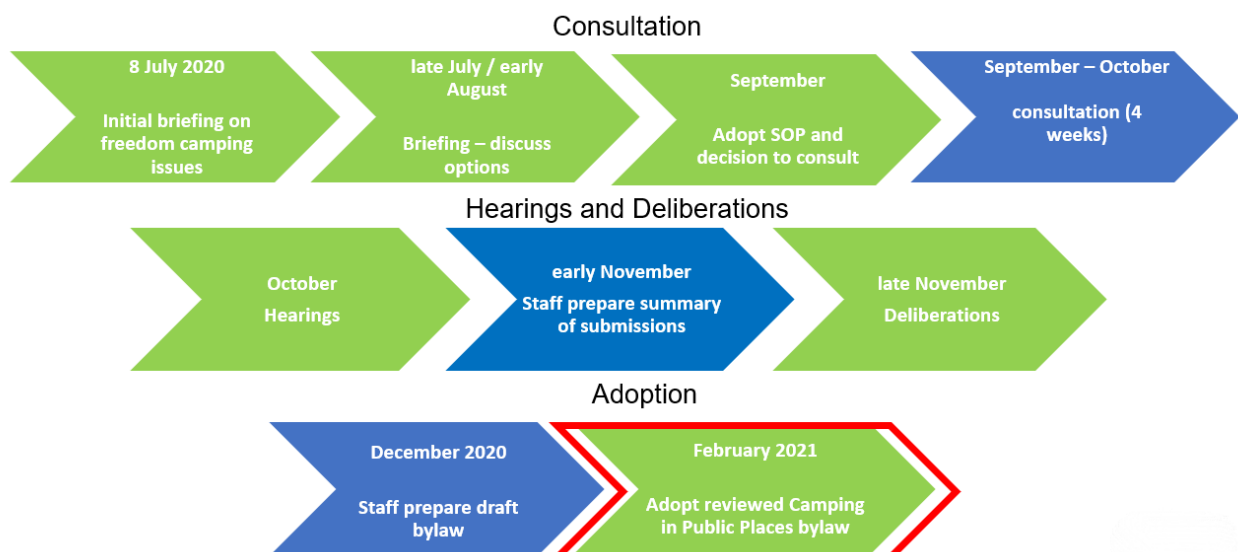 Consultation
8 July 2020
Initial briefing on
freedom camping
issues
late July / early
August
Briefing – discuss
options
September
Adopt SOP and
decision to consult
September – October
consultation (4
weeks)
Hearings and Deliberations
October
Hearings
early November
Staff prepare summary
of submissions
late November
Deliberations
Adoption
December 2020
Staff prepare draft
bylaw
February 2021
Adopt reviewed Camping
in Public Places bylaw